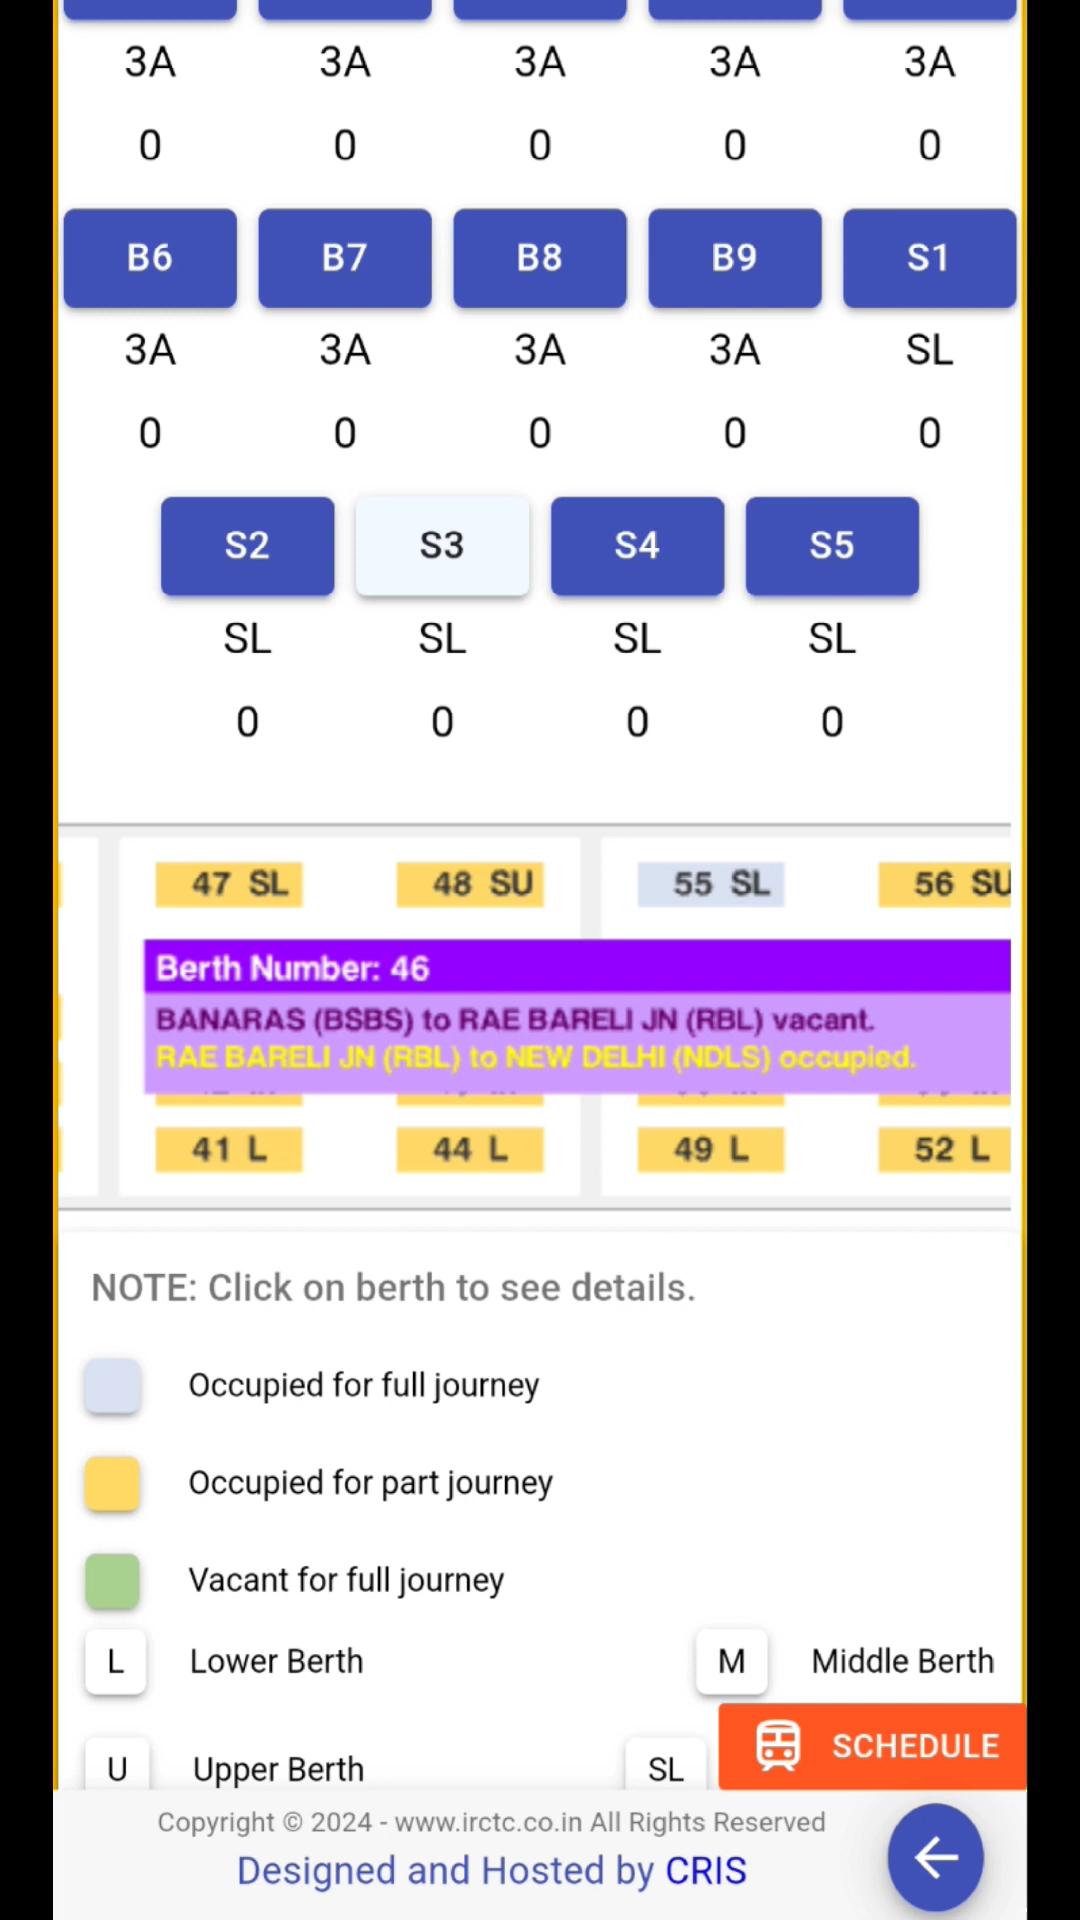 3A 3A 3A 3A 3A
0 0 0 0 0
B6 B7 B8 B9 S1
3A 3A 3A 3A SL
0 0 0 0 0
S2 S3 S4 S5
SL SL SL SL
0 0 0 0
47 SL 48 SU 55 SL 56 SU
Berth Number: 46
BANARAS (BSBS) to RAE BARELI JN (RBL) vacant.
RAE BARELI JN (RBL) to NEW DELHI (NDLS) occupied.
41 L 44 L 49 L 52 L
NOTE: Click on berth to see details.
Occupied for full journey
Occupied for part journey
Vacant for full journey
L Lower Berth M Middle Berth
SCHEDULE
U Upper Berth SL
Copyright © 2024 - www.irctc.co.in All Rights Reserved
Designed and Hosted by CRIS